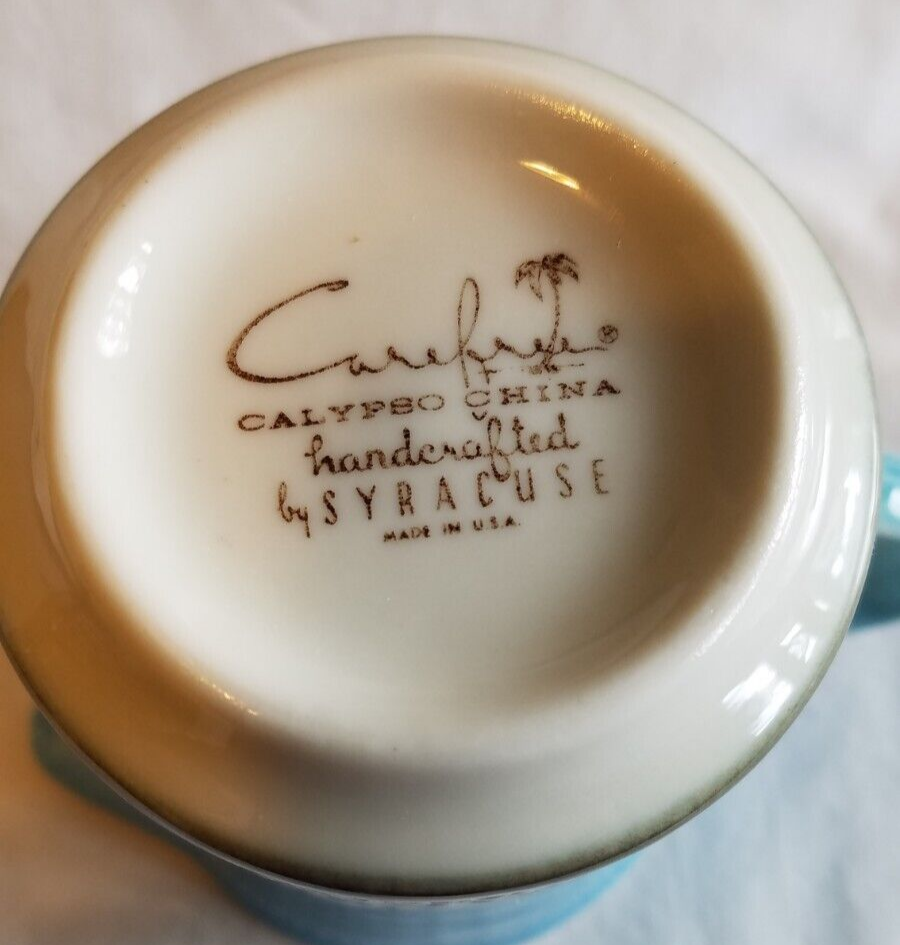 Carefree®
CALYPSO CHINA
handcrafted
by SYRACUSE
MADE IN U.S.A.